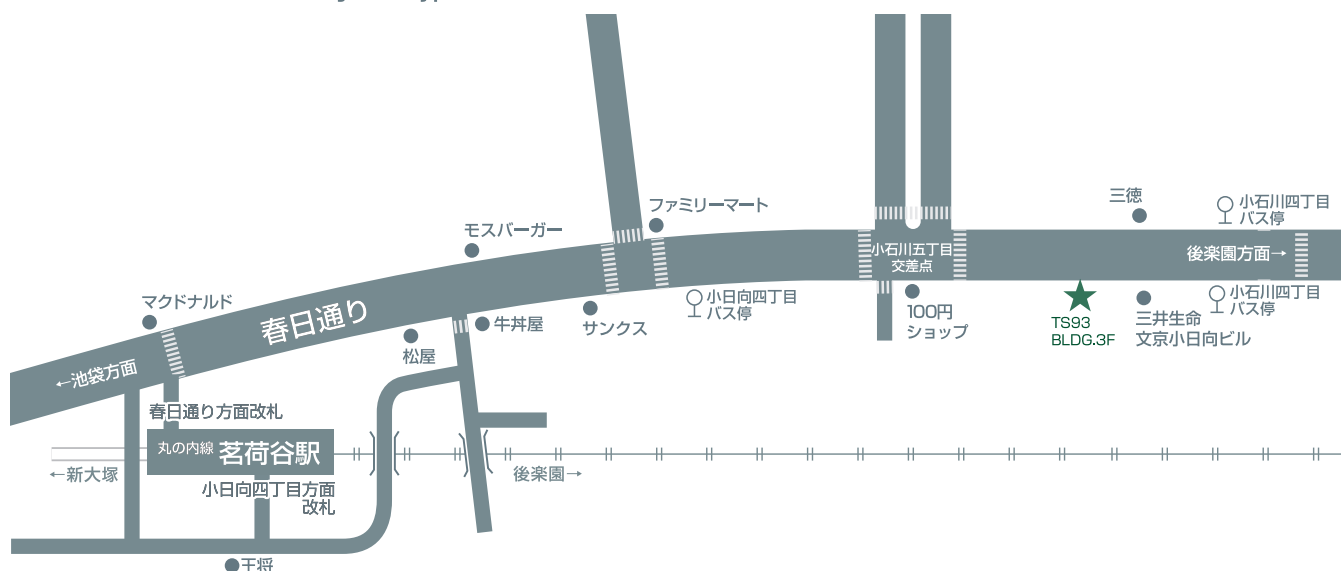 三徳
小石川四丁目
バス停
ファミリーマート
モスバーガー
小石川五丁目
交差点
後楽園方面→
マクドナルド
春日通り
小日向四丁目
バス停
小石川四丁目
バス停
牛丼屋
サンクス
100円
ショップ
TS93
BLDG.3F
三井生命
文京小日向ビル
松屋
←池袋方面
春日通り方面改札
丸の内線 茗荷谷駅
←新大塚
後楽園→
小日向四丁目方面
改札
王将